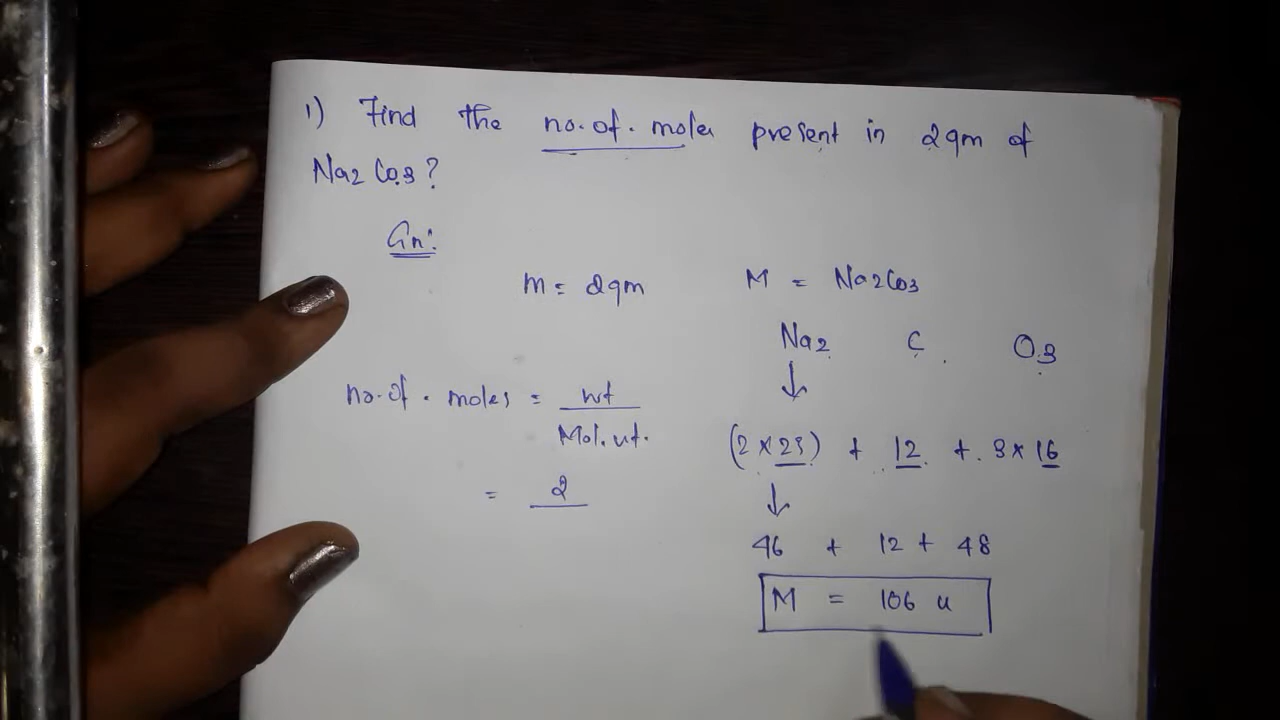 1) Find the no.of. moles present in 2gm of
Na2 Co3?
Gn:
m = 2gm
M = Na2Co3
Na2 C O3
no.of. moles = wt
Mol.wt.
(2 × 23) + 12 + 3 × 16
= 2
46 + 12 + 48
M = 106 u